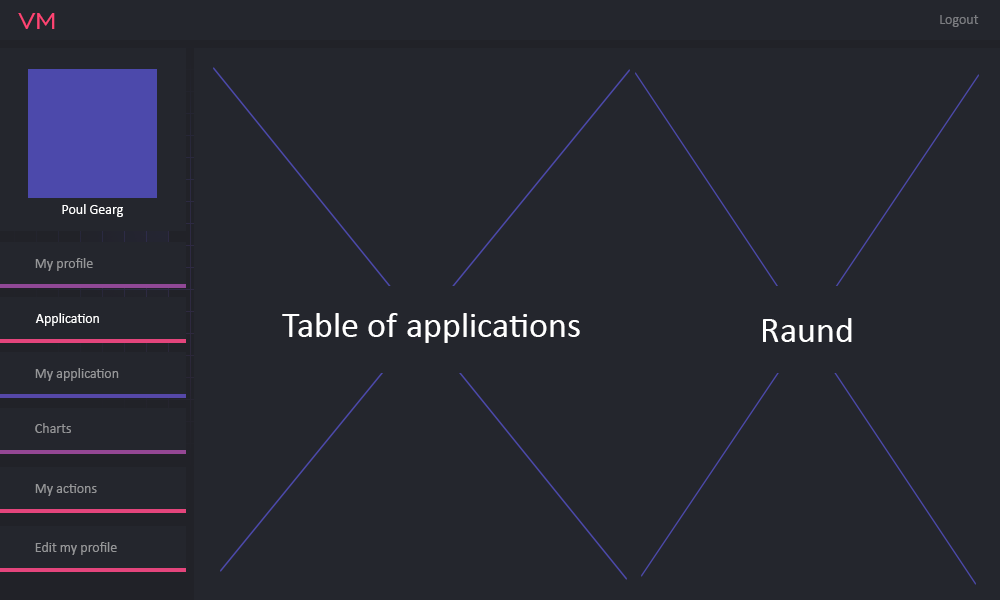 VM
Logout
Poul Gearg
My profile
Application
My application
Charts
My actions
Edit my profile
Table of applications
Raund